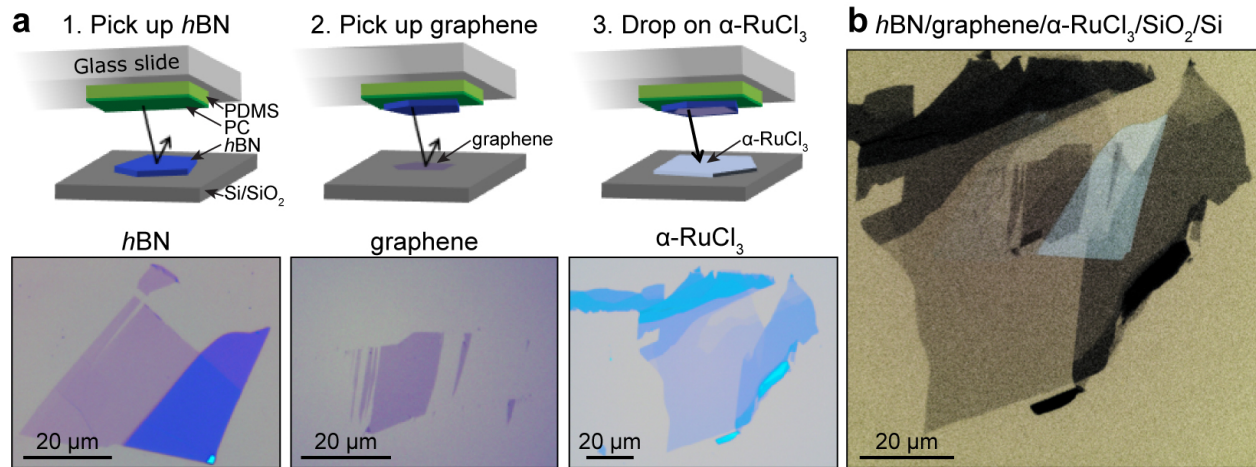 a
1. Pick up hBN
Glass slide
PDMS
PC
hBN
Si/SiO₂
2. Pick up graphene
graphene
3. Drop on α-RuCl₃
α-RuCl₃
hBN
20 μm
graphene
20 μm
α-RuCl₃
20 μm
b
hBN/graphene/α-RuCl₃/SiO₂/Si
20 μm